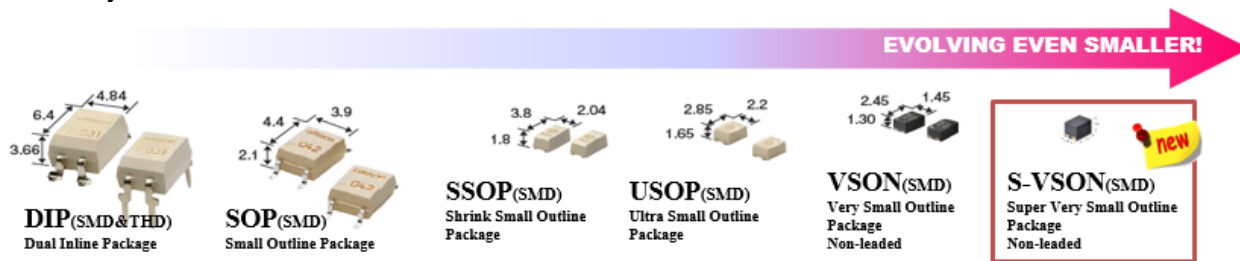 EVOLVING EVEN SMALLER!
6.4
4.84
3.66
031
031
DIP(SMD&THD)
Dual Inline Package
4.4
3.9
2.1
042
042
SOP(SMD)
Small Outline Package
3.8
2.04
1.8
SSOP(SMD)
Shrink Small Outline
Package
2.85
2.2
1.65
USOP(SMD)
Ultra Small Outline
Package
2.45
1.45
1.30
VSON(SMD)
Very Small Outline
Package
Non-leaded
new
S-VSON(SMD)
Super Very Small Outline
Package
Non-leaded